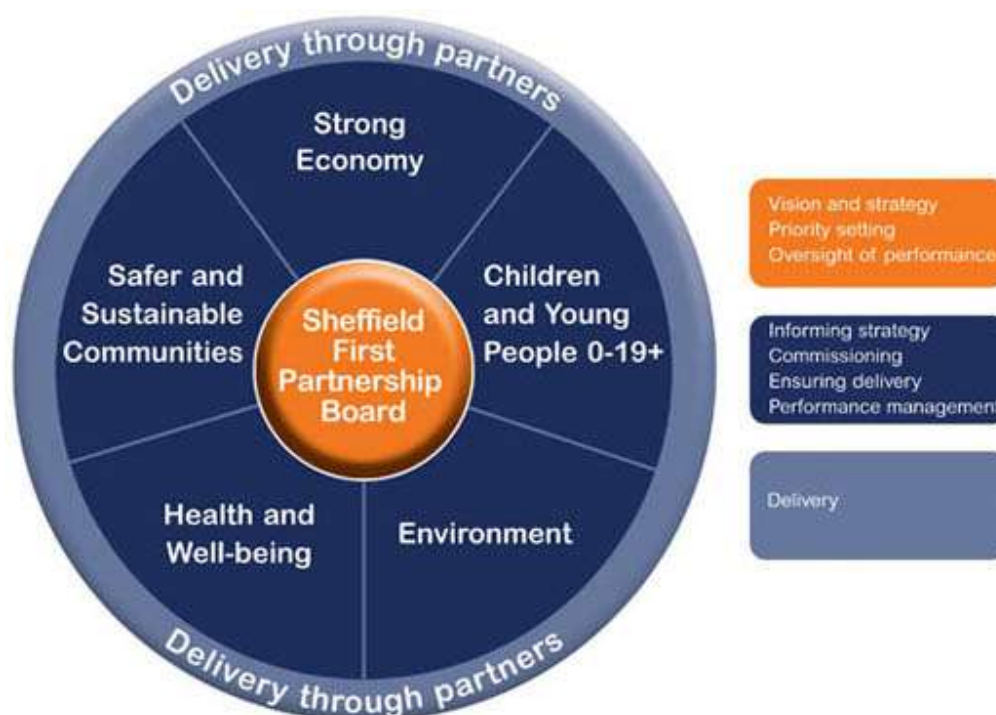 Delivery through partners
Strong
Economy
Safer and
Sustainable
Communities
Sheffield
First
Partnership
Board
Children
and Young
People 0-19+
Health and
Well-being
Environment
Delivery through partners
Vision and strategy
Priority setting
Oversight of performance
Informing strategy
Commissioning
Ensuring delivery
Performance management
Delivery